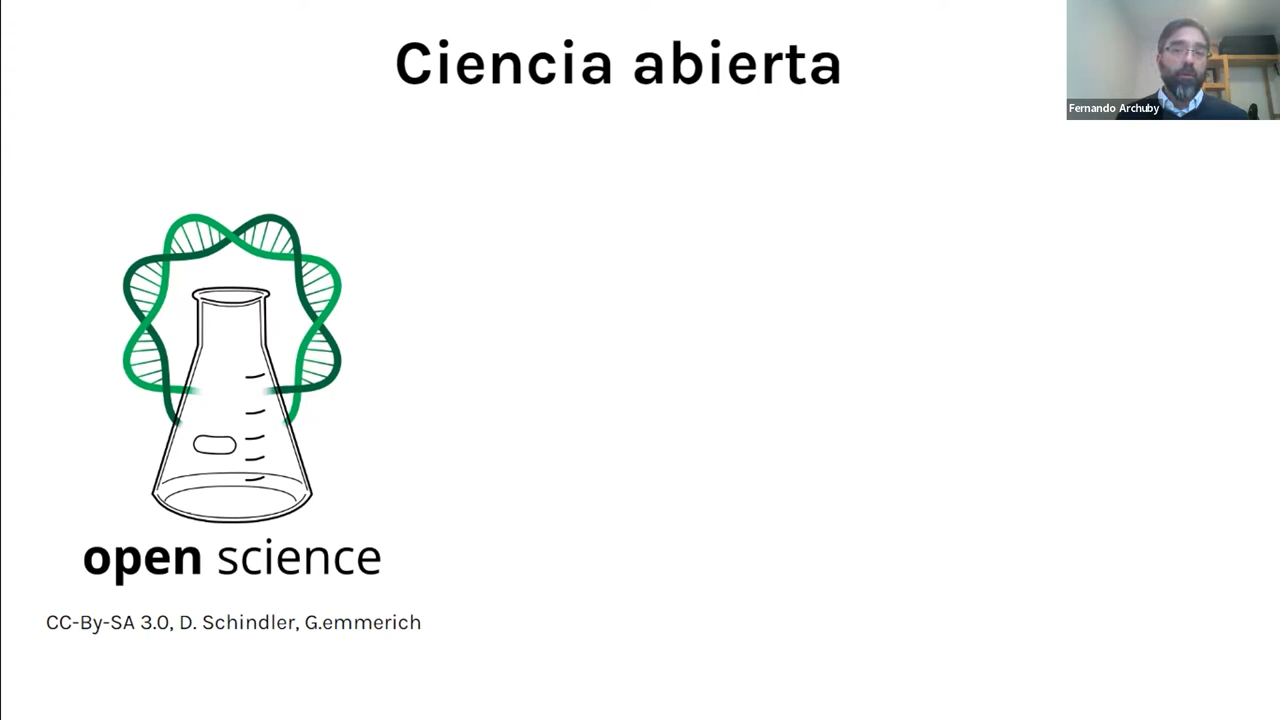 Ciencia abierta
Fernando Archuby
open science
CC-By-SA 3.0, D. Schindler, G.emmerich